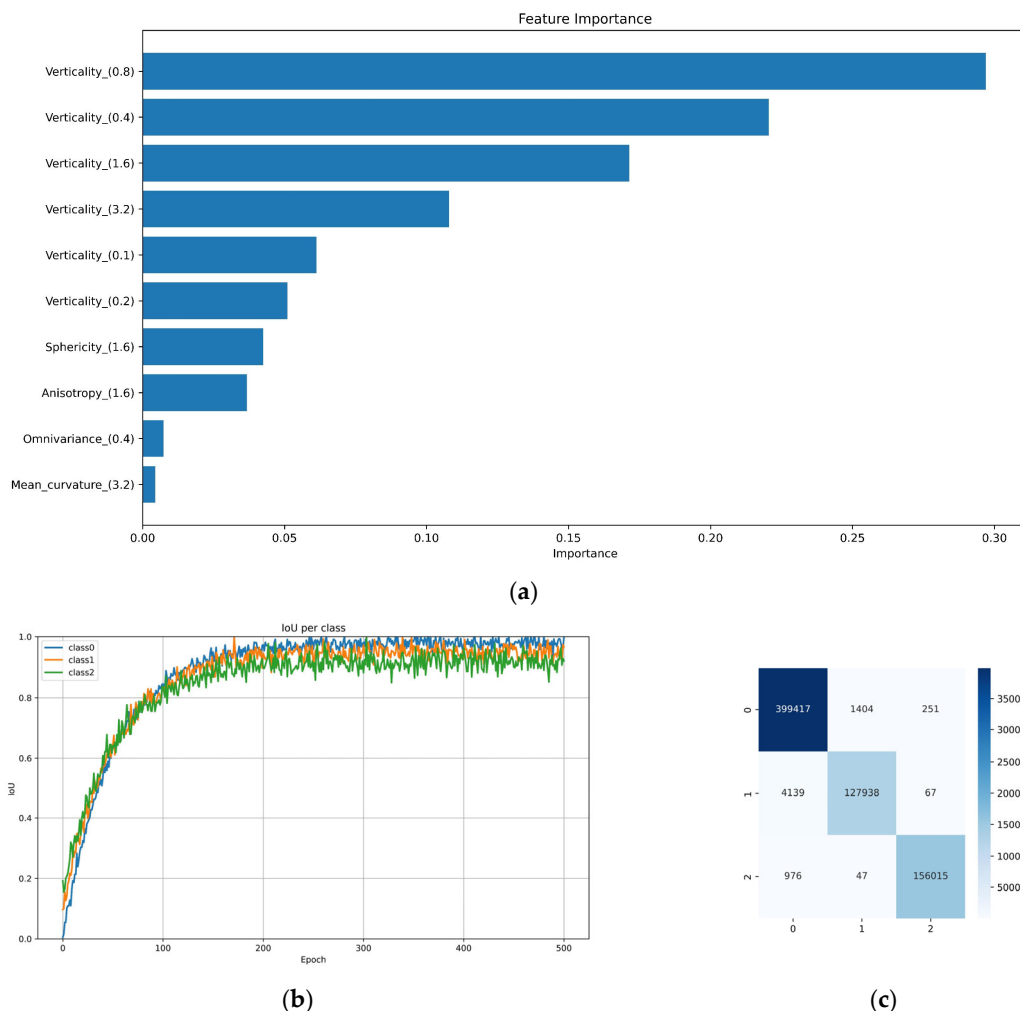 Feature Importance
Verticality_(0.8)
Verticality_(0.4)
Verticality_(1.6)
Verticality_(3.2)
Verticality_(0.1)
Verticality_(0.2)
Sphericity_(1.6)
Anisotropy_(1.6)
Omnivariance_(0.4)
Mean_curvature_(3.2)
0.00 0.05 0.10 0.15 0.20 0.25 0.30
Importance
(a)
IoU per class
class0
class1
class2
1.0
0.8
0.6
0.4
0.2
0.0
IoU
0 100 200 300 400 500
Epoch
(b)
0 399417 1404 251
1 4139 127938 67
2 976 47 156015
0 1 2
3500
3000
2500
2000
1500
1000
5000
(c)